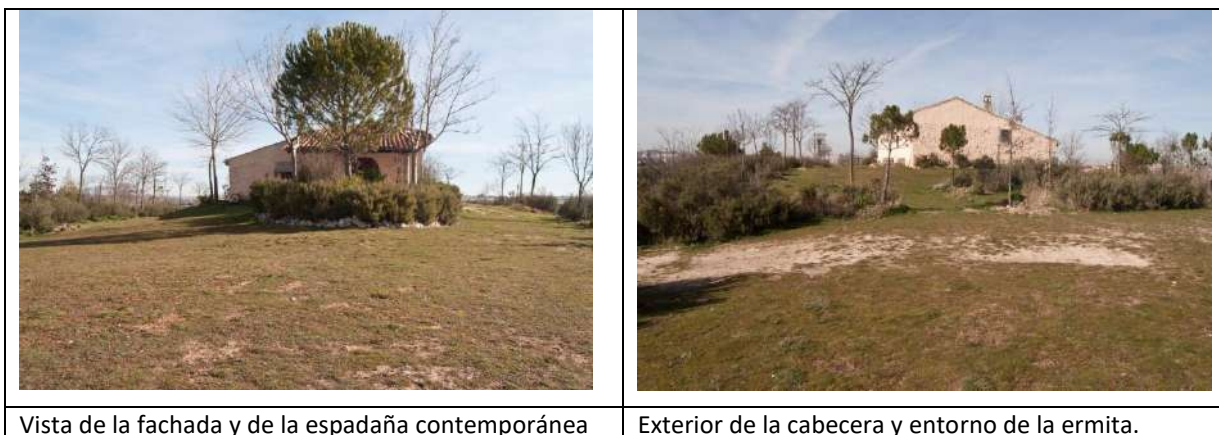 Vista de la fachada y de la espadaña contemporánea
Exterior de la cabecera y entorno de la ermita.